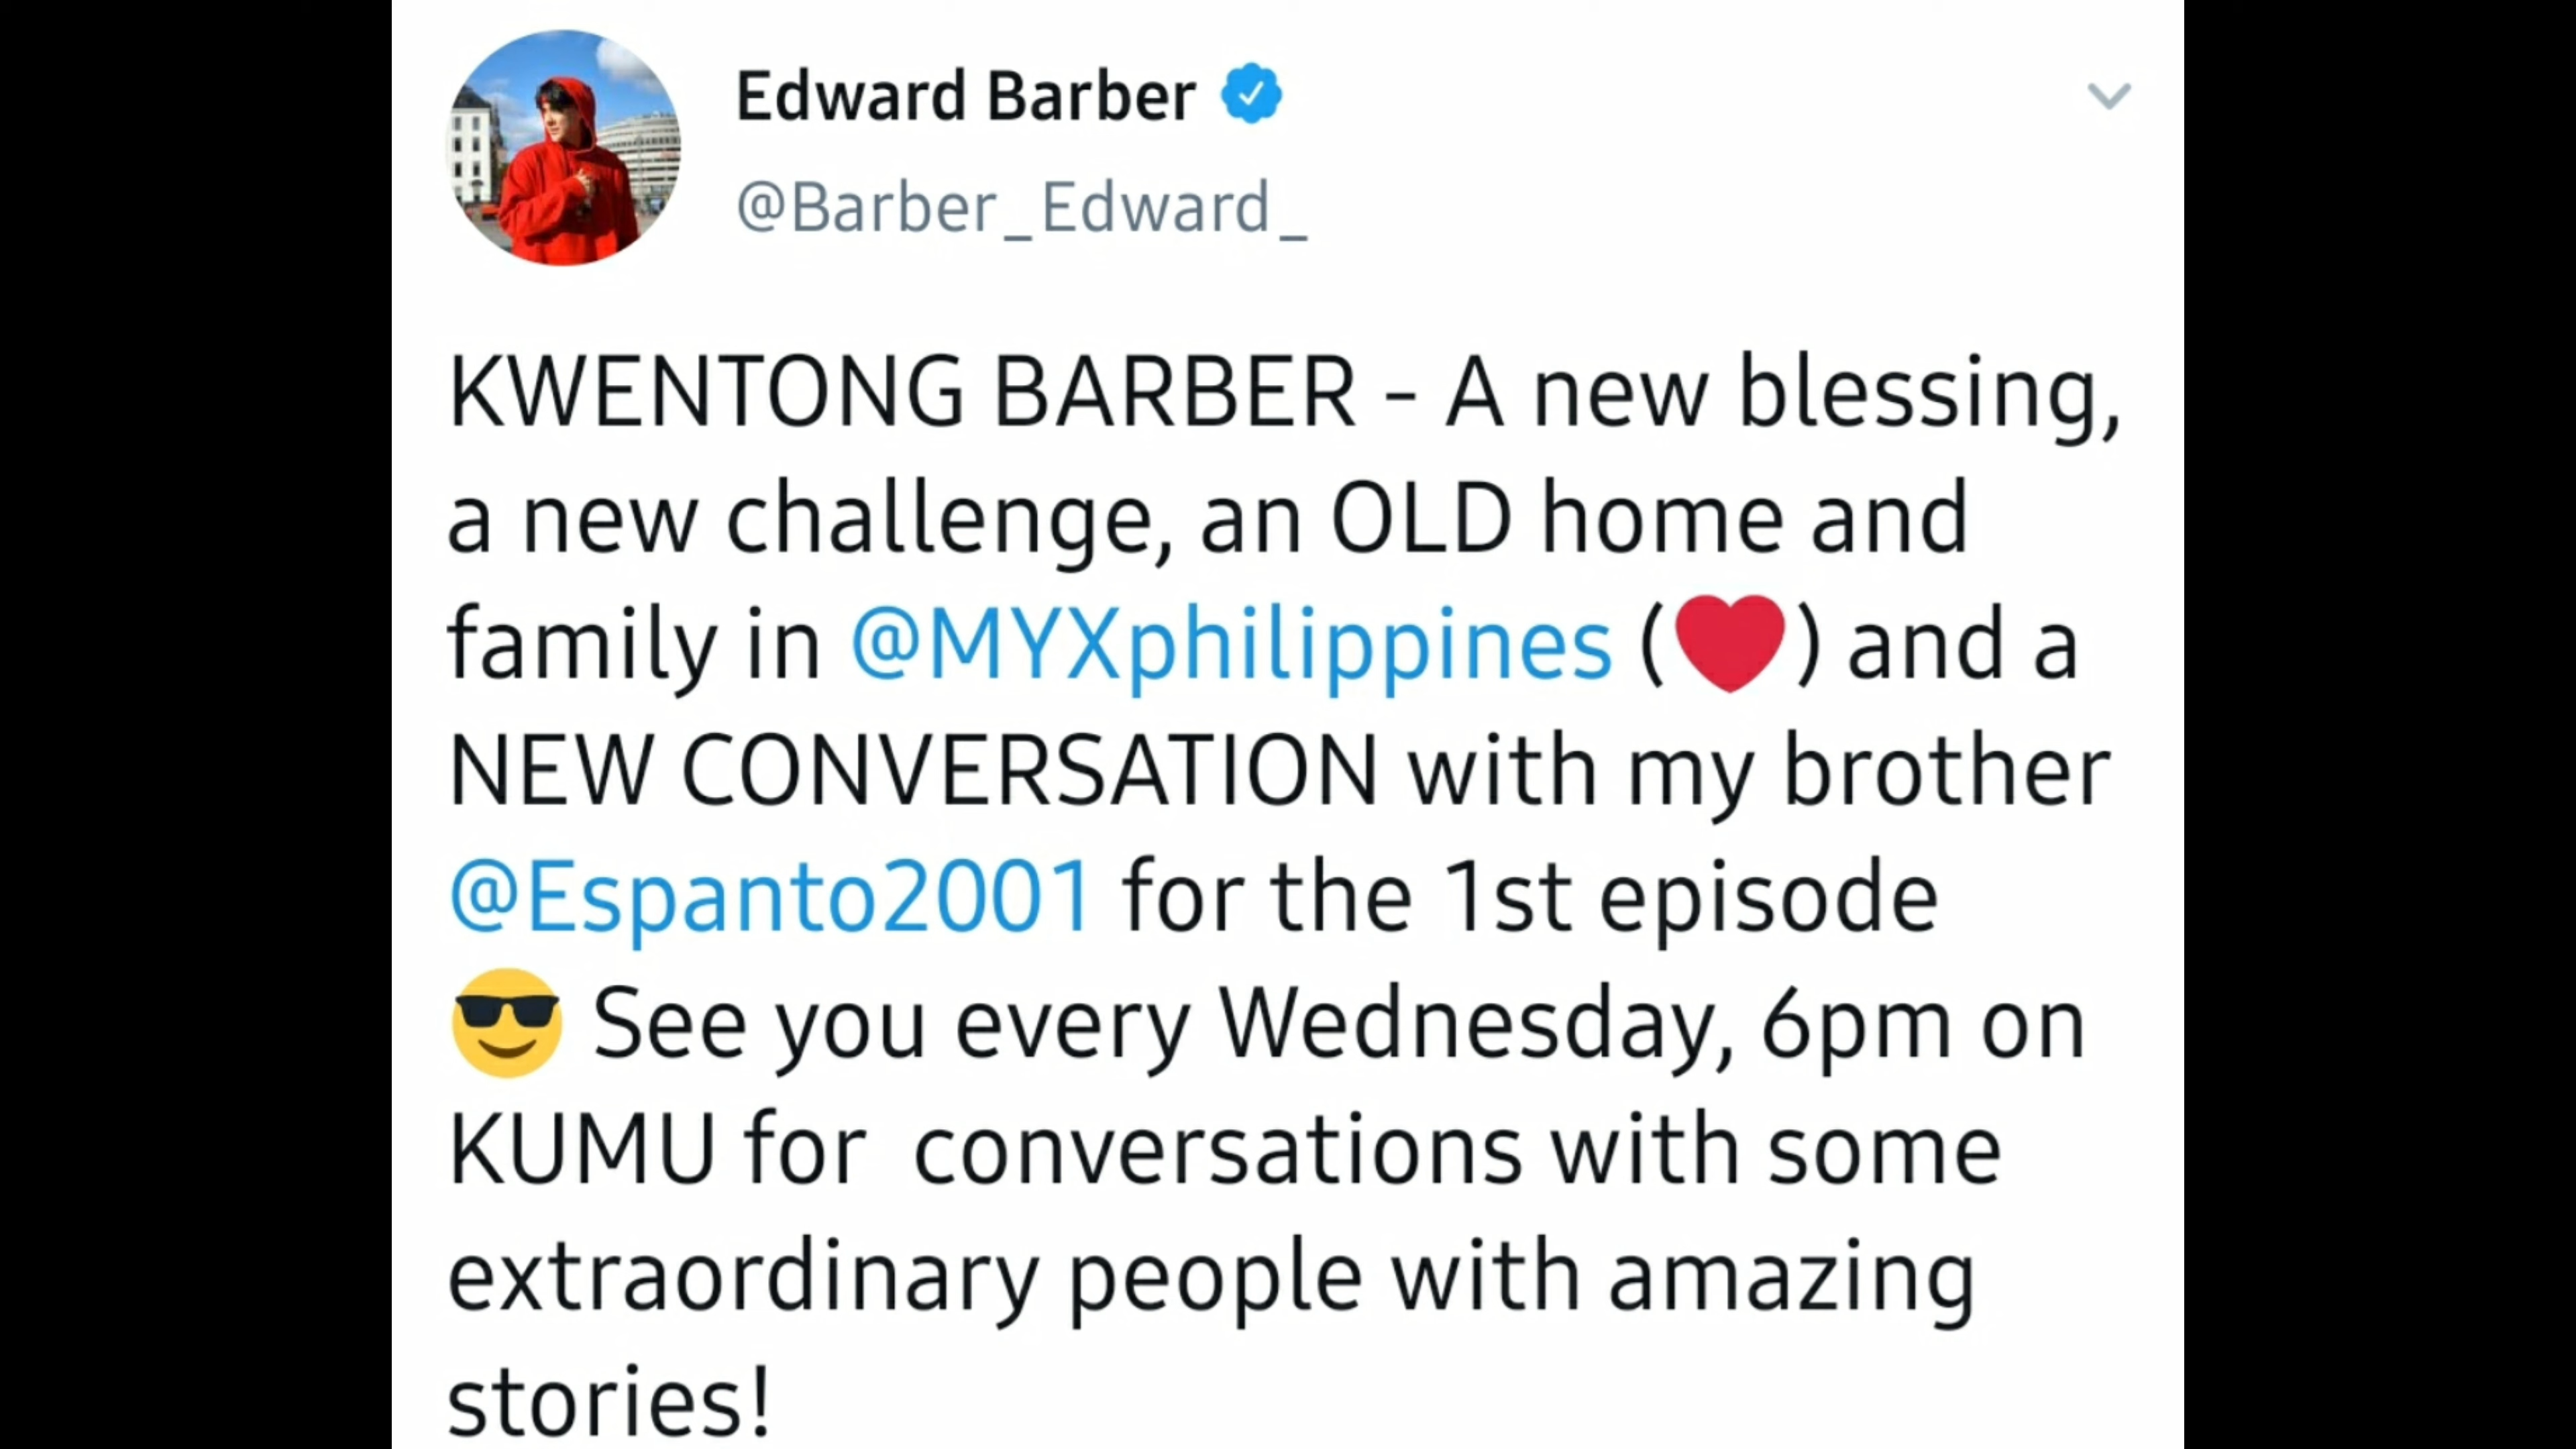 Edward Barber
@Barber_Edward_
KWENTONG BARBER - A new blessing,
a new challenge, an OLD home and
family in @MYXphilippines (❤️) and a
NEW CONVERSATION with my brother
@Espanto2001 for the 1st episode
😎 See you every Wednesday, 6pm on
KUMU for  conversations with some
extraordinary people with amazing
stories!